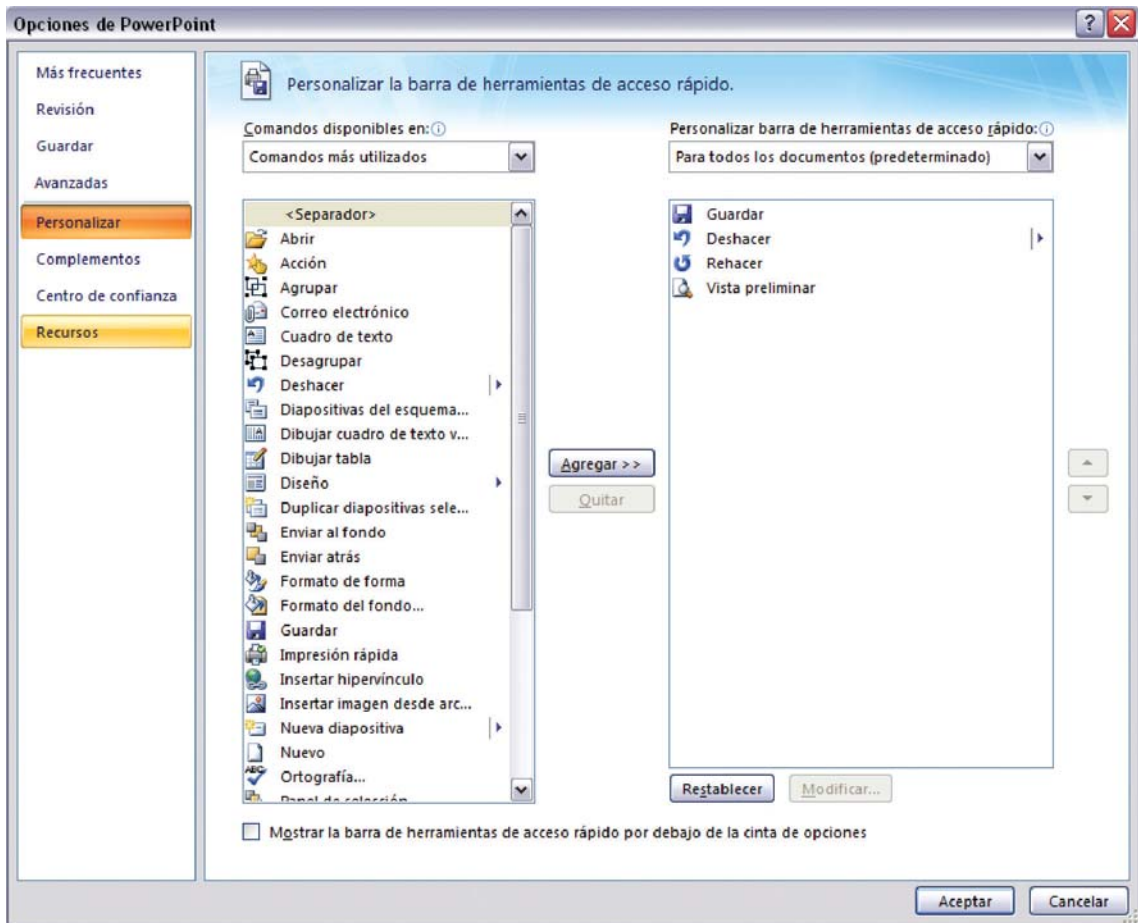 Opciones de PowerPoint
Más frecuentes
Revisión
Guardar
Avanzadas
Personalizar
Complementos
Centro de confianza
Recursos
Personalizar la barra de herramientas de acceso rápido.
Comandos disponibles en:
Comandos más utilizados
<Separador>
Abrir
Acción
Agrupar
Correo electrónico
Cuadro de texto
Desagrupar
Deshacer
Diapositivas del esquema...
Dibujar cuadro de texto v...
Dibujar tabla
Diseño
Duplicar diapositivas sele...
Enviar al fondo
Enviar atrás
Formato de forma
Formato del fondo...
Guardar
Impresión rápida
Insertar hipervínculo
Insertar imagen desde arc...
Nueva diapositiva
Nuevo
Ortografía...
Panel de selección
Agregar >>
Quitar
Personalizar barra de herramientas de acceso rápido:
Para todos los documentos (predeterminado)
Guardar
Deshacer
Rehacer
Vista preliminar
Restablecer
Modificar...
Mostrar la barra de herramientas de acceso rápido por debajo de la cinta de opciones
Aceptar
Cancelar